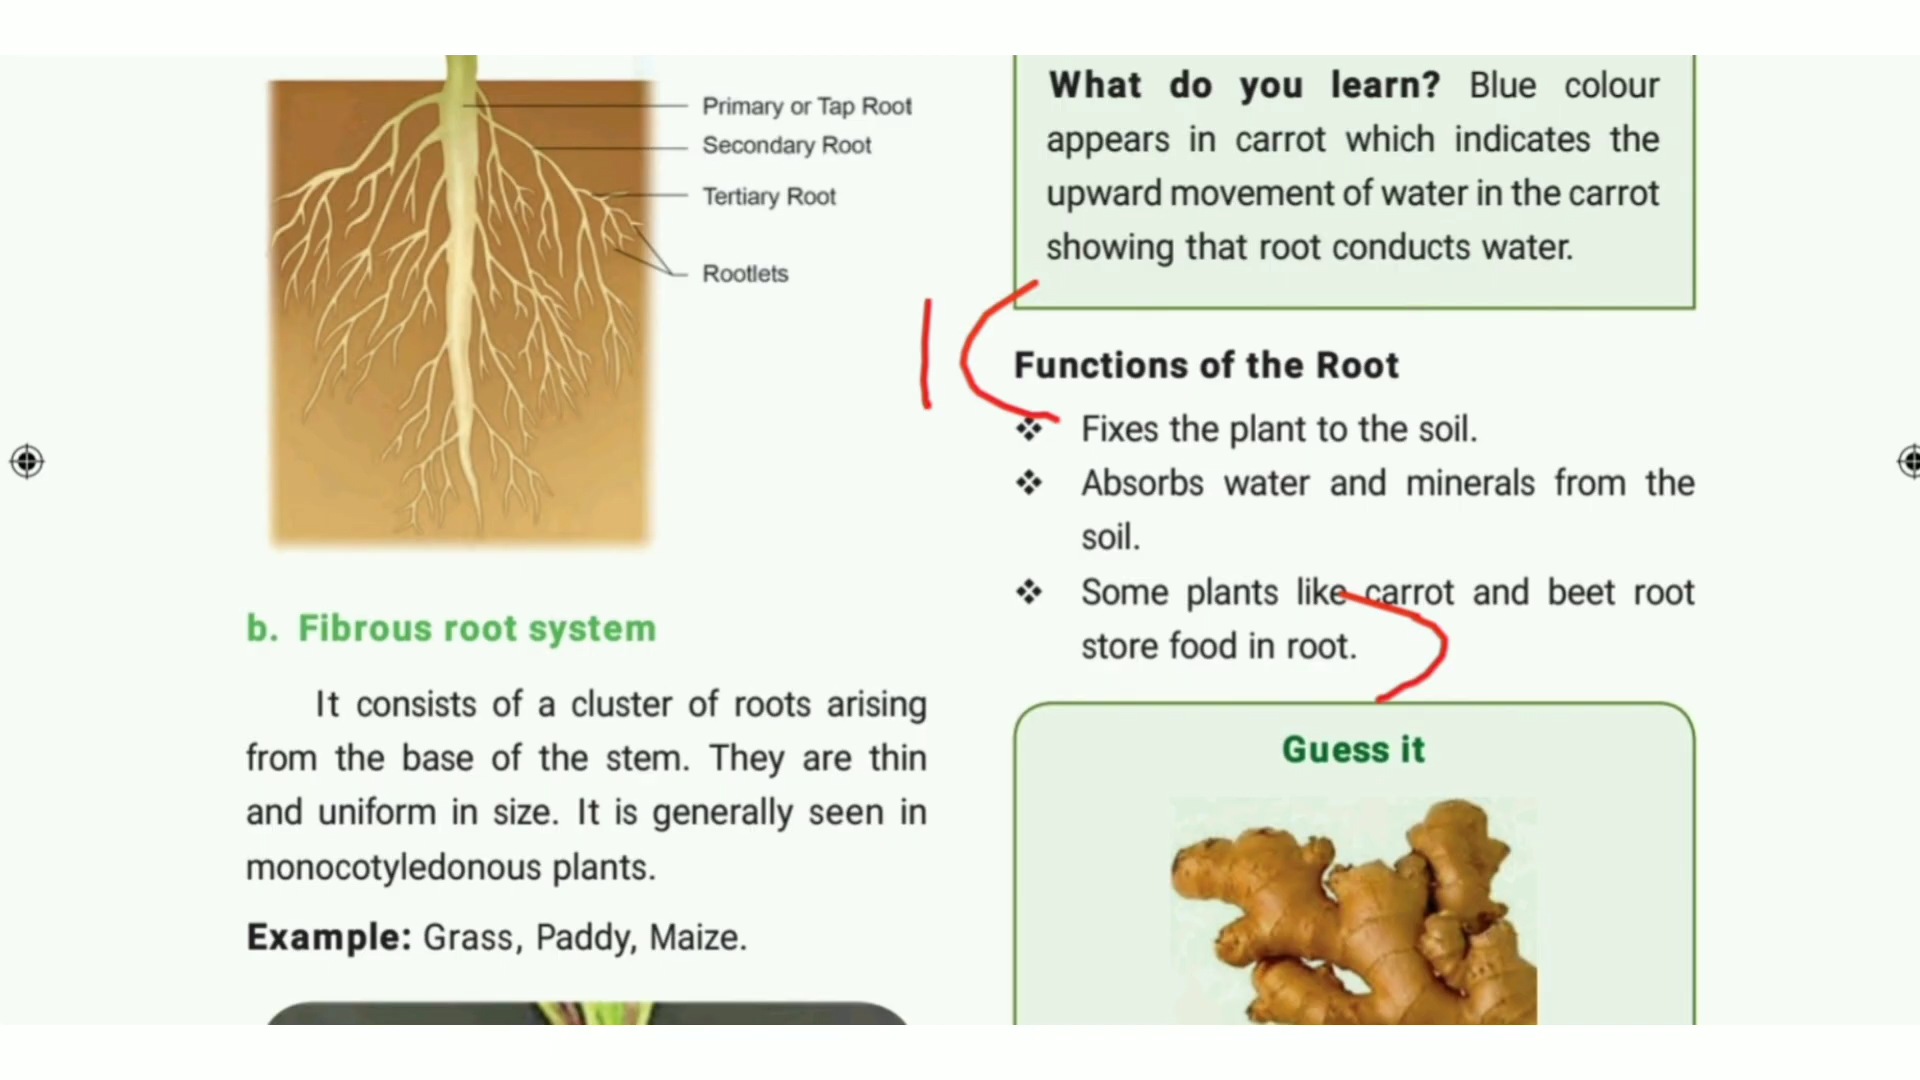 Primary or Tap Root
Secondary Root
Tertiary Root
Rootlets
b. Fibrous root system
It consists of a cluster of roots arising
from the base of the stem. They are thin
and uniform in size. It is generally seen in
monocotyledonous plants.
Example: Grass, Paddy, Maize.
What do you learn? Blue colour
appears in carrot which indicates the
upward movement of water in the carrot
showing that root conducts water.
Functions of the Root
❖ Fixes the plant to the soil.
❖ Absorbs water and minerals from the
soil.
❖ Some plants like carrot and beet root
store food in root.
Guess it